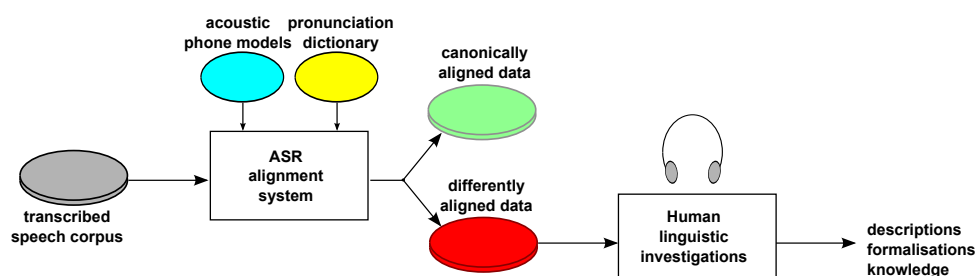 acoustic
phone models
pronunciation
dictionary
canonically
aligned data
ASR
alignment
system
transcribed
speech corpus
differently
aligned data
Human
linguistic
investigations
descriptions
formalisations
knowledge